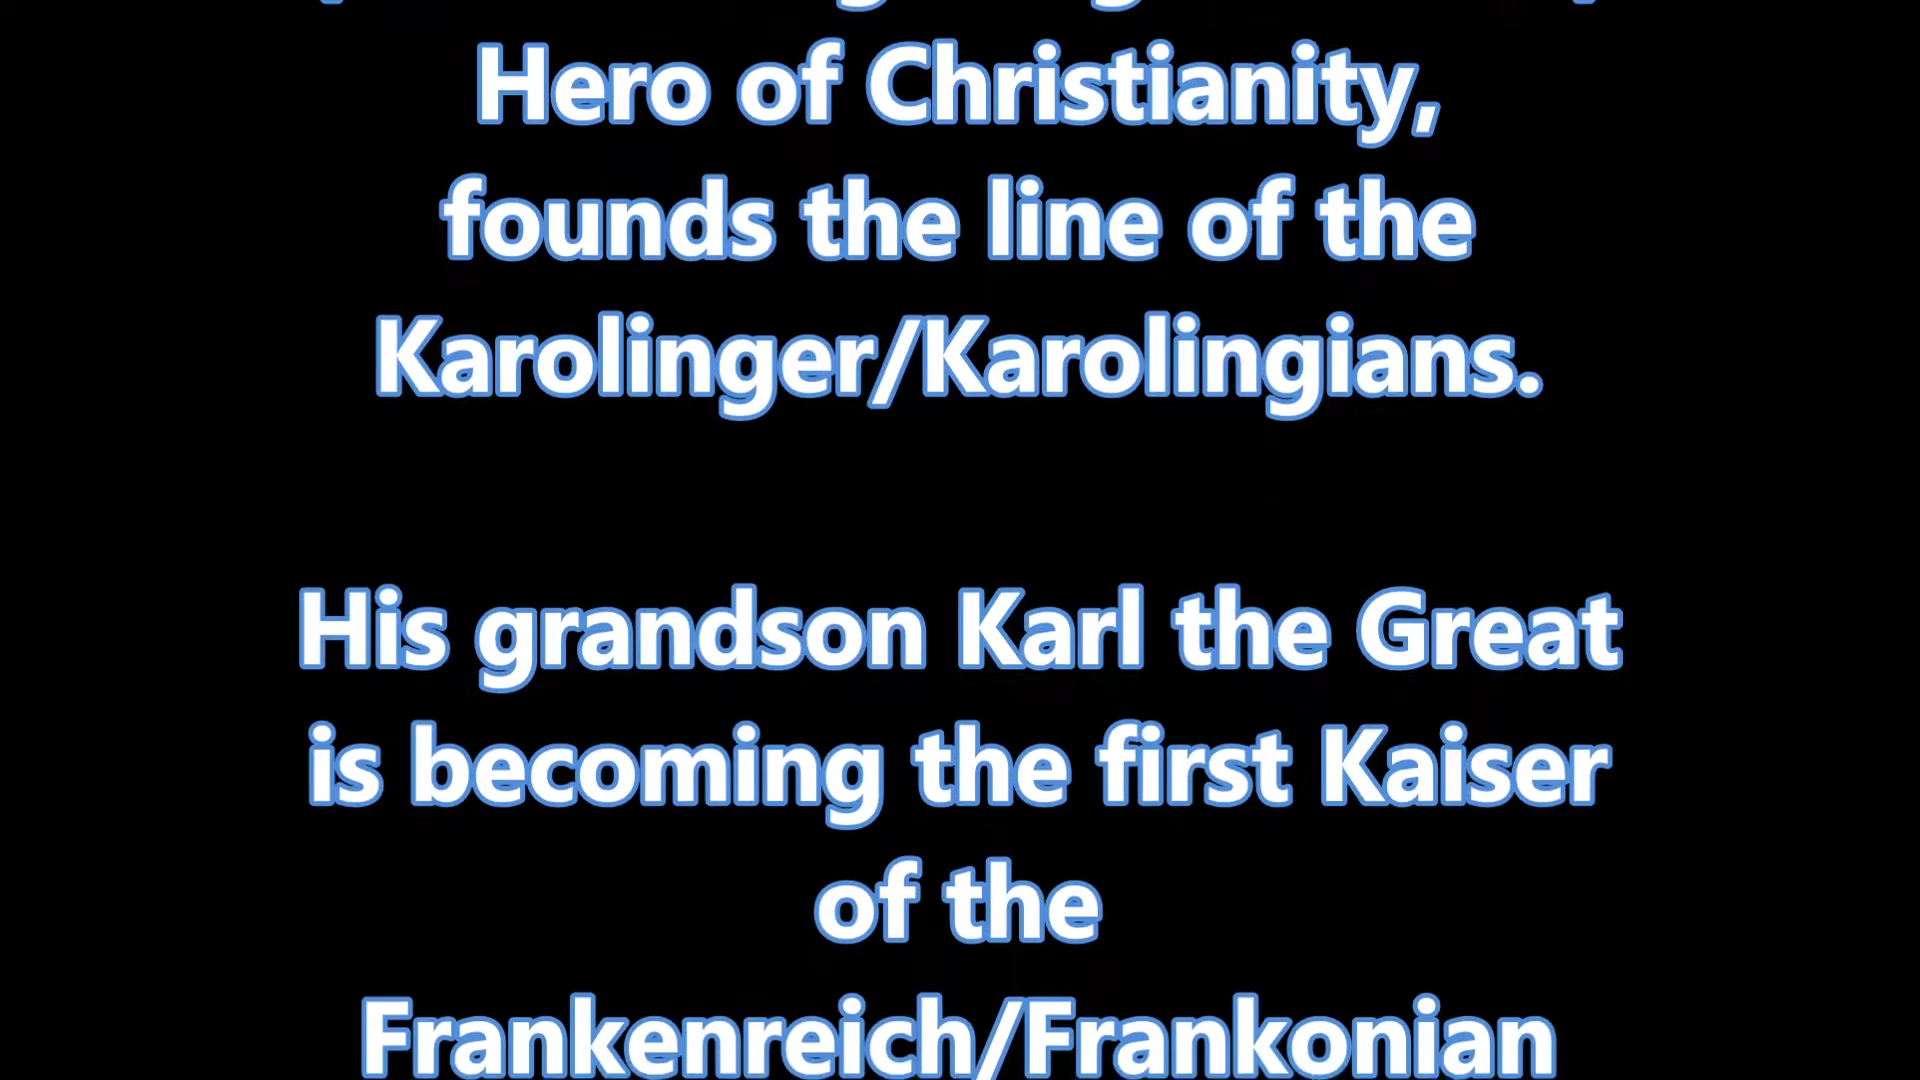 Hero of Christianity,
founds the line of the
Karolinger/Karolingians.
His grandson Karl the Great
is becoming the first Kaiser
of the
Frankenreich/Frankonian